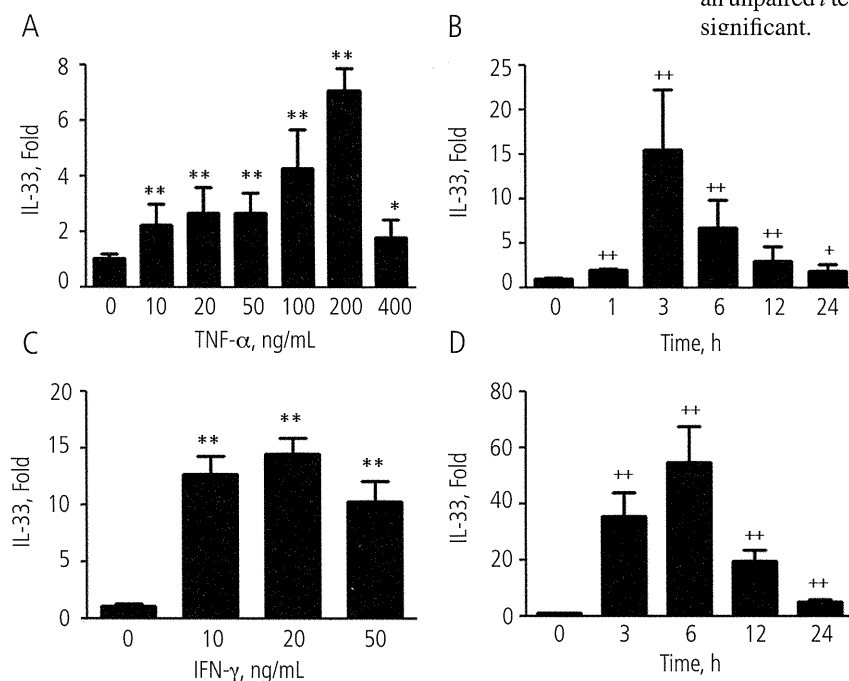 an unpaired t te
significant.
A
IL-33, Fold
8
6
4
2
0
**
**
**
**
**
*
0 10 20 50 100 200 400
TNF-α, ng/mL
B
IL-33, Fold
25
20
15
10
5
0
++
++
++
++
+
0 1 3 6 12 24
Time, h
C
IL-33, Fold
20
15
10
5
0
**
**
**
0 10 20 50
IFN-γ, ng/mL
D
IL-33, Fold
80
60
40
20
0
++
++
++
++
0 3 6 12 24
Time, h